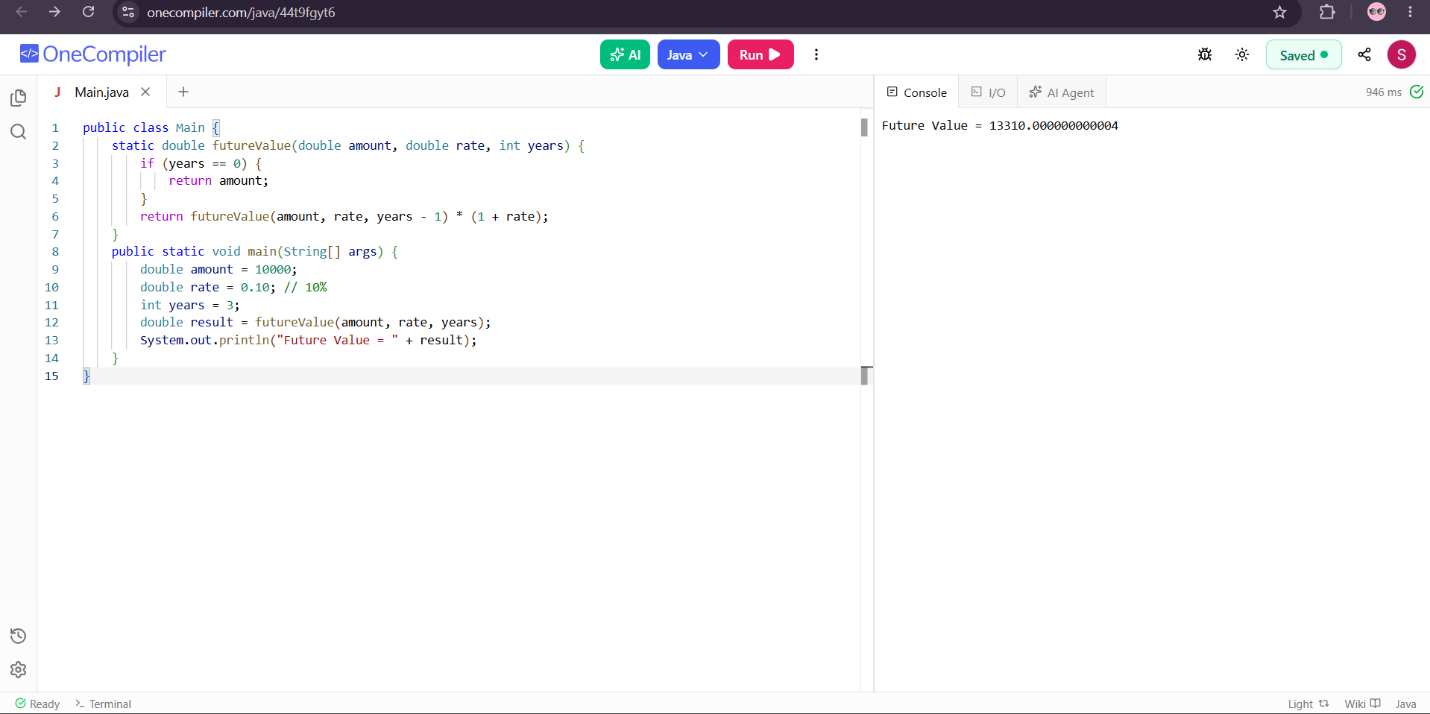 onecompiler.com/java/44t9fgyt6
</> OneCompiler
AI
Java
Run
Saved
S
J Main.java
Console
I/O
AI Agent
946 ms
1 public class Main {
2 static double futureValue(double amount, double rate, int years) {
3 if (years == 0) {
4 return amount;
5 }
6 return futureValue(amount, rate, years - 1) * (1 + rate);
7 }
8 public static void main(String[] args) {
9 double amount = 10000;
10 double rate = 0.10; // 10%
11 int years = 3;
12 double result = futureValue(amount, rate, years);
13 System.out.println("Future Value = " + result);
14 }
15 }
Future Value = 13310.000000000004
Ready
Terminal
Light
Wiki
Java